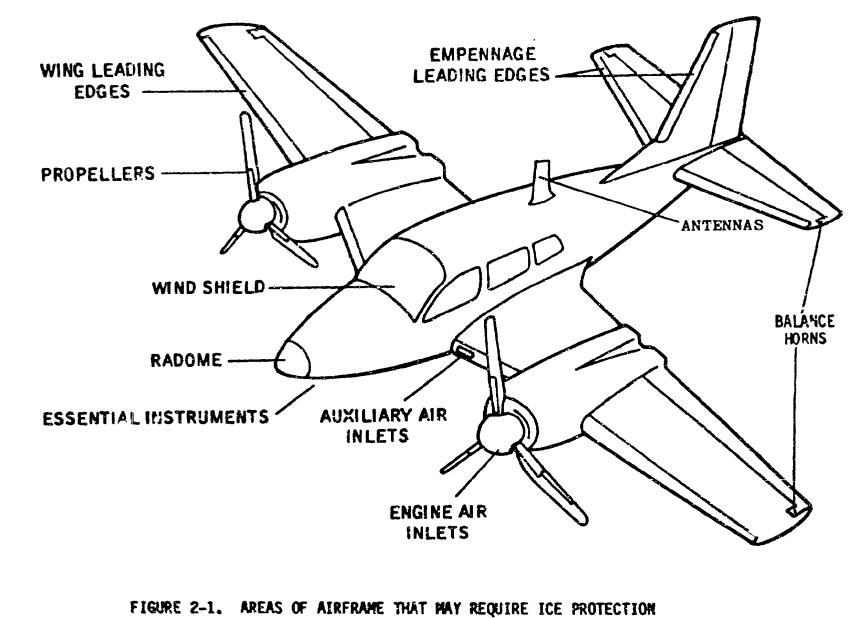 WING LEADING
EDGES
EMPENNAGE
LEADING EDGES
PROPELLERS
ANTENNAS
WIND SHIELD
BALANCE
HORNS
RADOME
ESSENTIAL INSTRUMENTS
AUXILIARY AIR
INLETS
ENGINE AIR
INLETS
FIGURE 2-1. AREAS OF AIRFRAME THAT MAY REQUIRE ICE PROTECTION